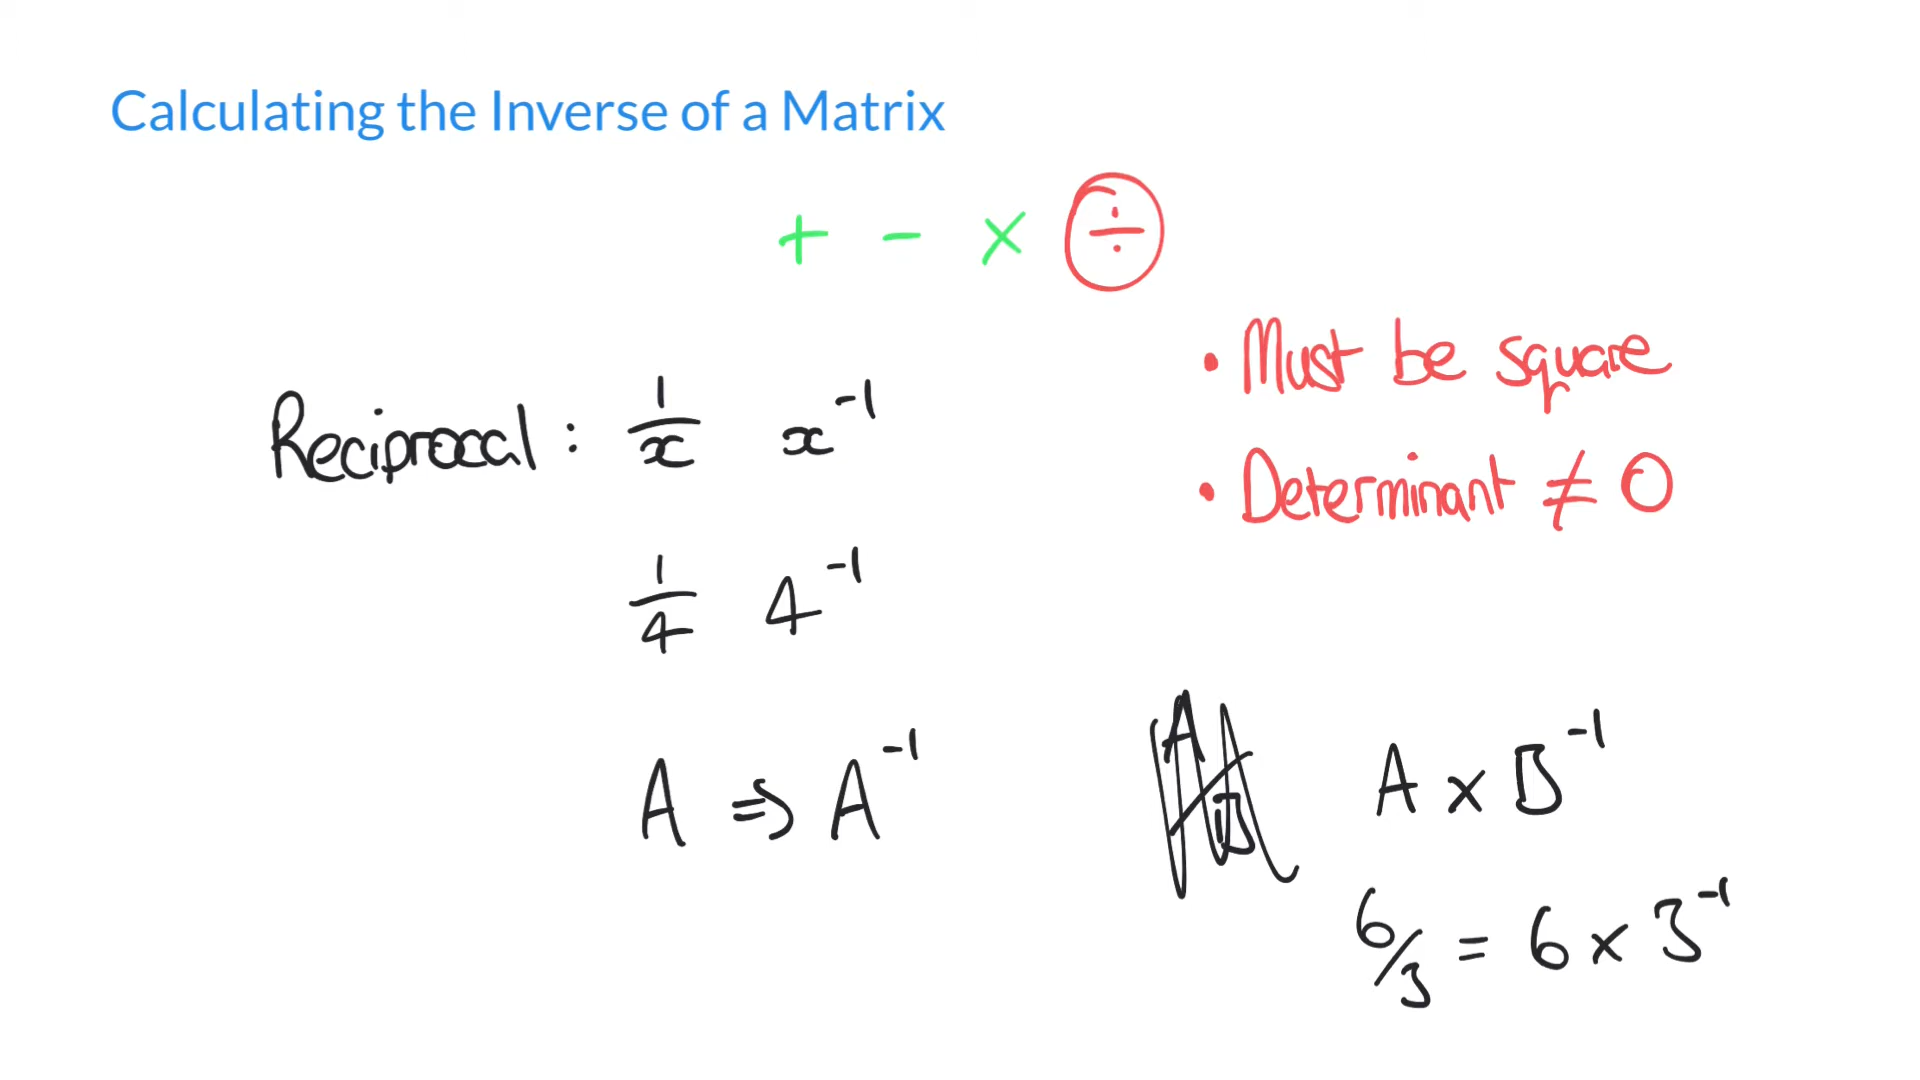 Calculating the Inverse of a Matrix
+ - × ÷
• Must be square
Reciprocal : 1/x x⁻¹
• Determinant ≠ 0
1/4 4⁻¹
A ⇒ A⁻¹
A/B
A × B⁻¹
6/3 = 6 × 3⁻¹